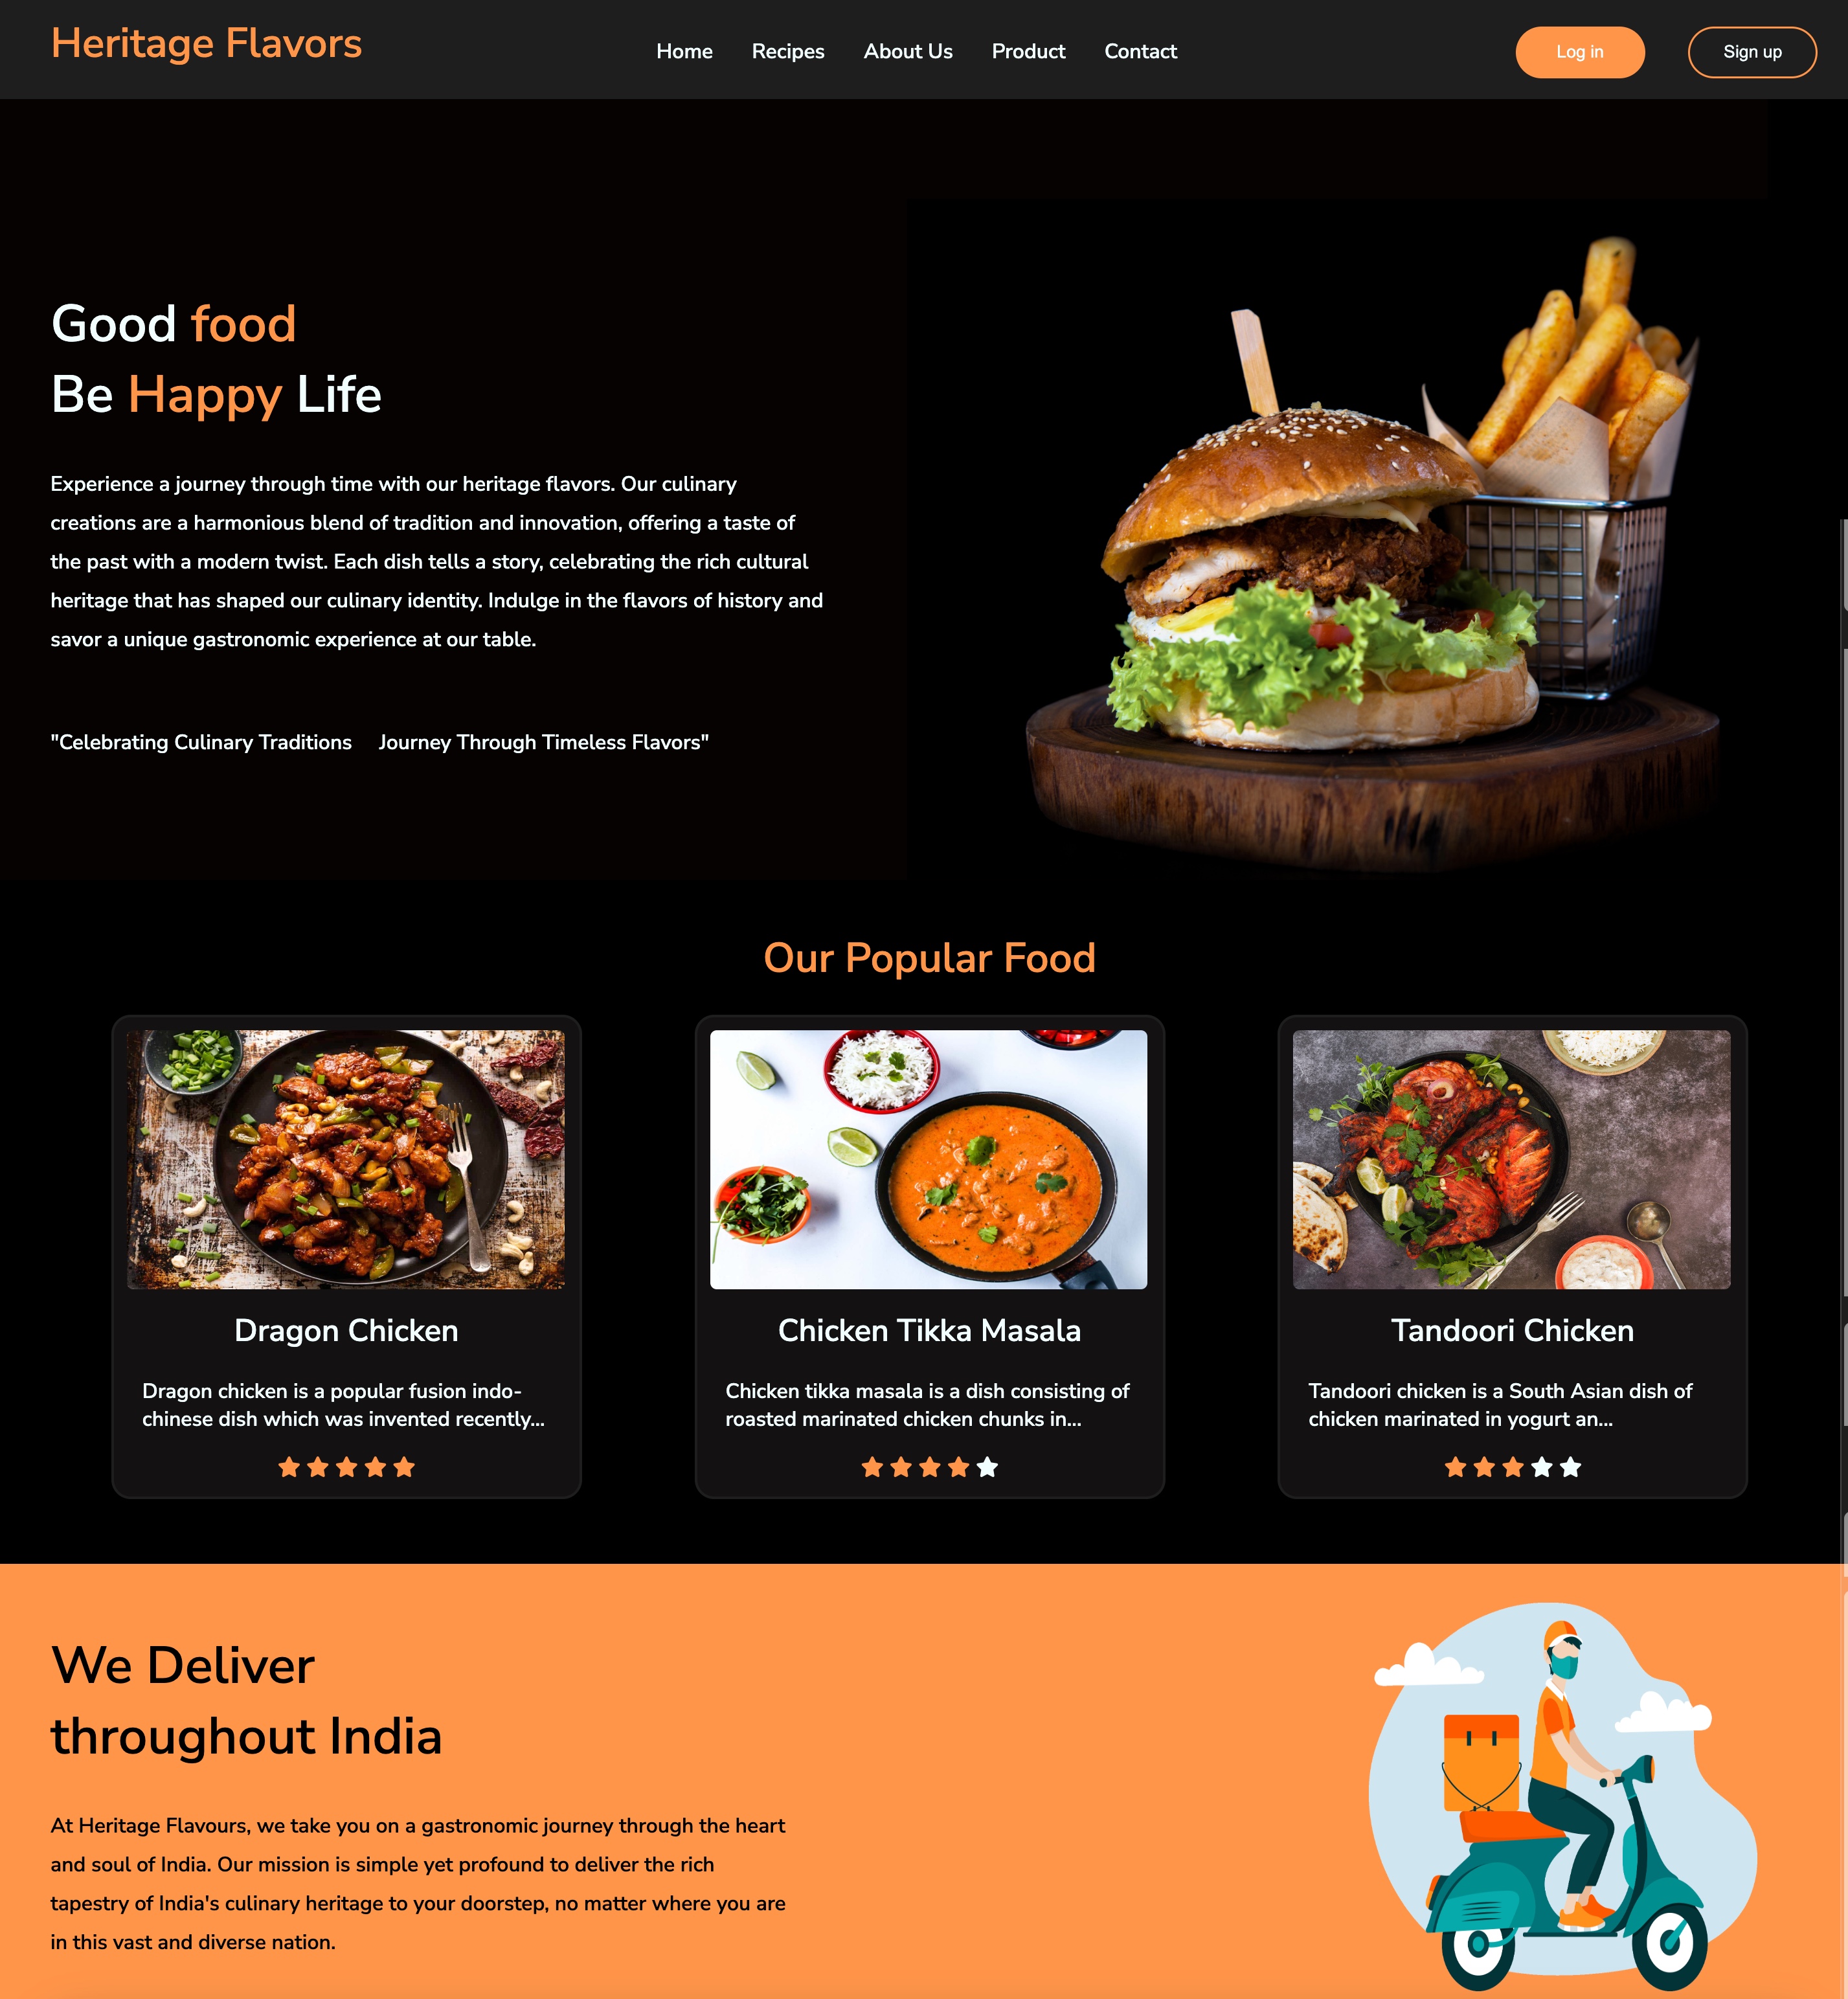 Heritage Flavors
Home
Recipes
About Us
Product
Contact
Log in
Sign up
Good food
Be Happy Life
Experience a journey through time with our heritage flavors. Our culinary
creations are a harmonious blend of tradition and innovation, offering a taste of
the past with a modern twist. Each dish tells a story, celebrating the rich cultural
heritage that has shaped our culinary identity. Indulge in the flavors of history and
savor a unique gastronomic experience at our table.
"Celebrating Culinary Traditions Journey Through Timeless Flavors"
Our Popular Food
Dragon Chicken
Dragon chicken is a popular fusion indo-
chinese dish which was invented recently...
Chicken Tikka Masala
Chicken tikka masala is a dish consisting of
roasted marinated chicken chunks in...
Tandoori Chicken
Tandoori chicken is a South Asian dish of
chicken marinated in yogurt an...
We Deliver
throughout India
At Heritage Flavours, we take you on a gastronomic journey through the heart
and soul of India. Our mission is simple yet profound to deliver the rich
tapestry of India's culinary heritage to your doorstep, no matter where you are
in this vast and diverse nation.